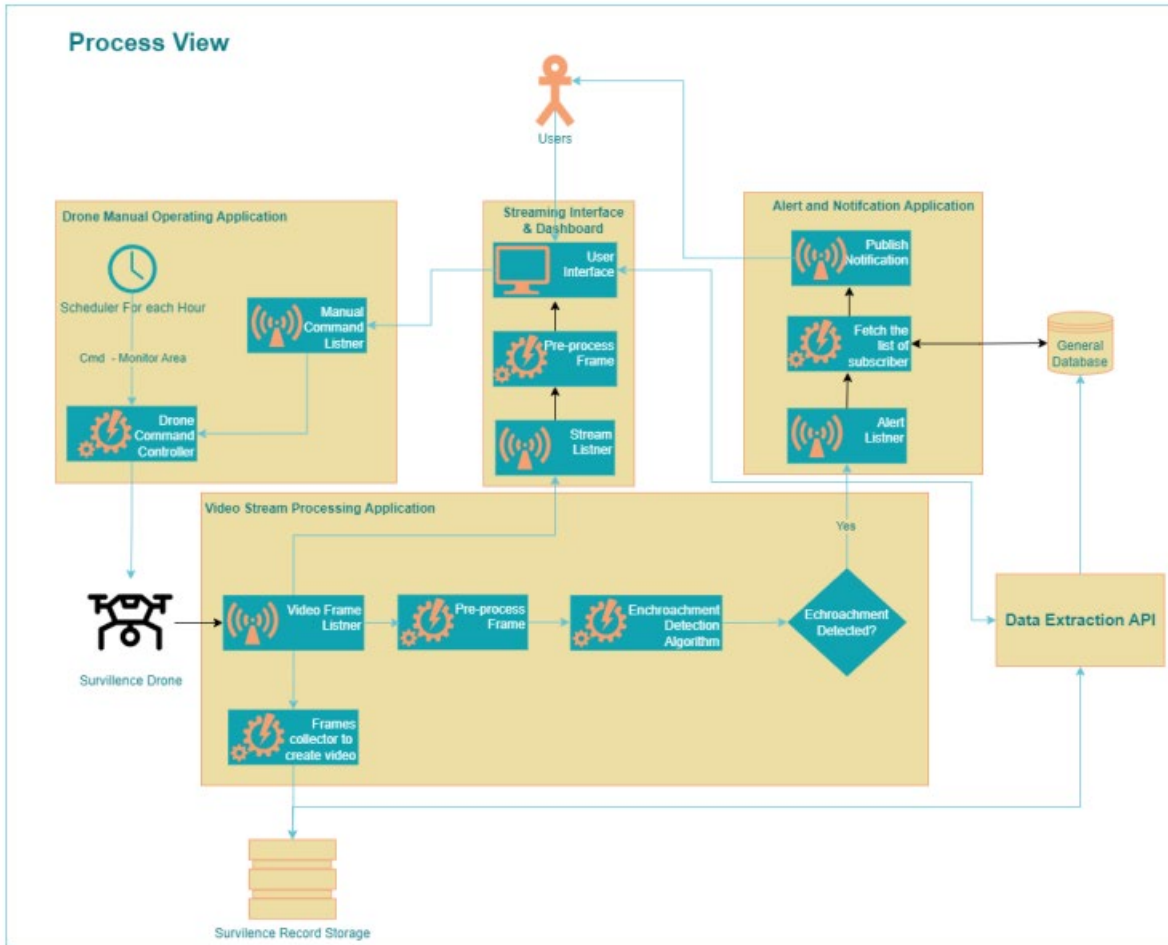 Process View
Users
Drone Manual Operating Application
Scheduler For each Hour
Cmd - Monitor Area
Manual
Command
Listner
Drone
Command
Controller
Streaming Interface
& Dashboard
User
Interface
Pre-process
Frame
Stream
Listner
Alert and Notifcation Application
Publish
Notification
Fetch the
list of
subscriber
Alert
Listner
General
Database
Video Stream Processing Application
Yes
Survillence Drone
Video Frame
Listner
Pre-process
Frame
Enchroachment
Detection
Algorithm
Echroachment
Detected?
Data Extraction API
Frames
collector to
create video
Survilence Record Storage